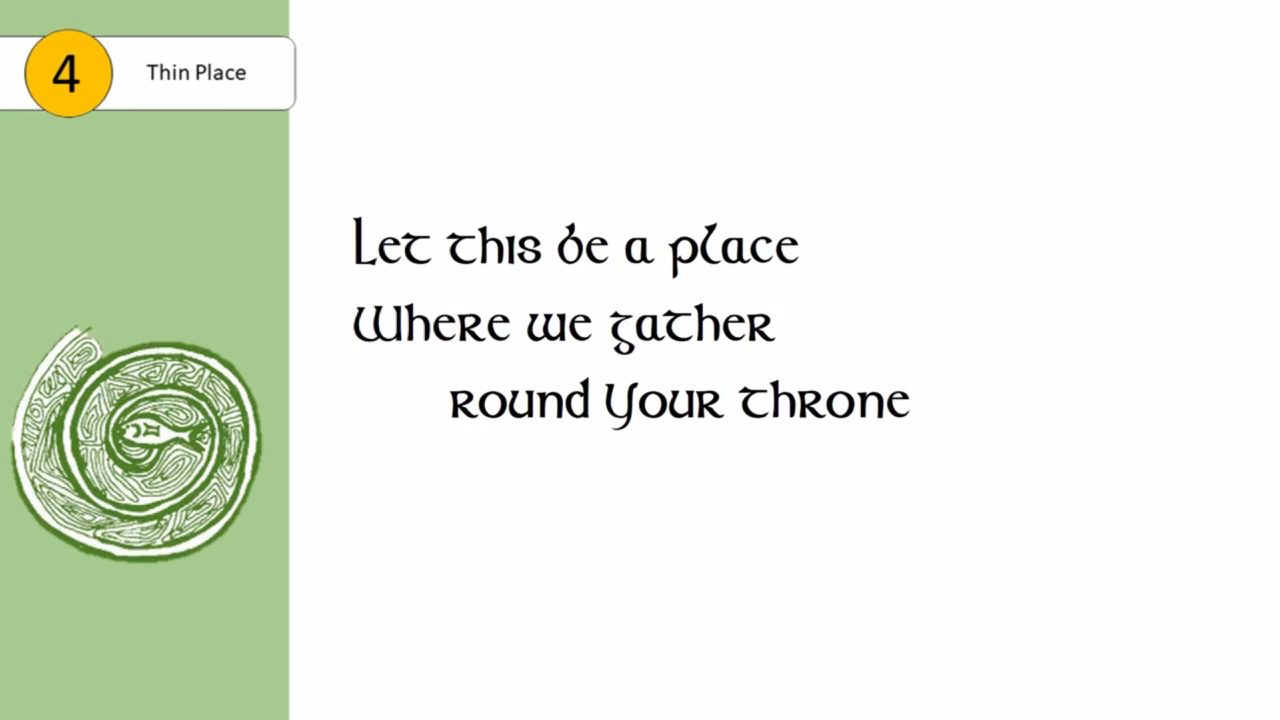 4
Thin Place
Let this be a place
Where we gather
round Your throne